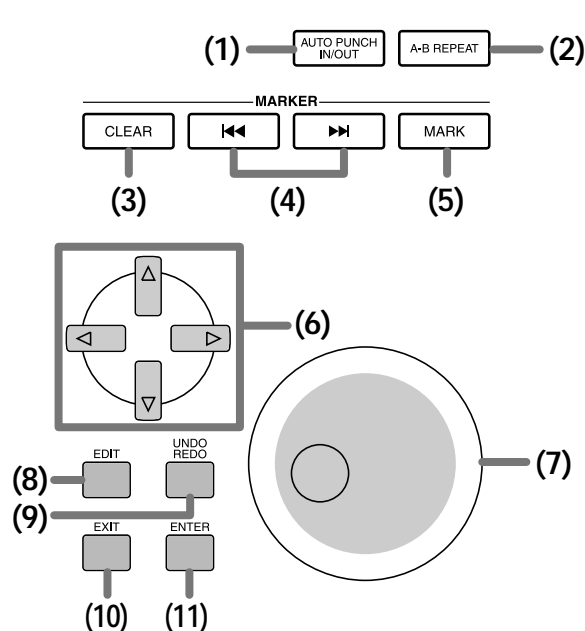 (1) AUTO PUNCH IN/OUT A•B REPEAT (2)
MARKER
CLEAR MARK
(3) (4) (5)
(6)
(7)
EDIT UNDO REDO
(8)
(9)
EXIT ENTER
(10) (11)